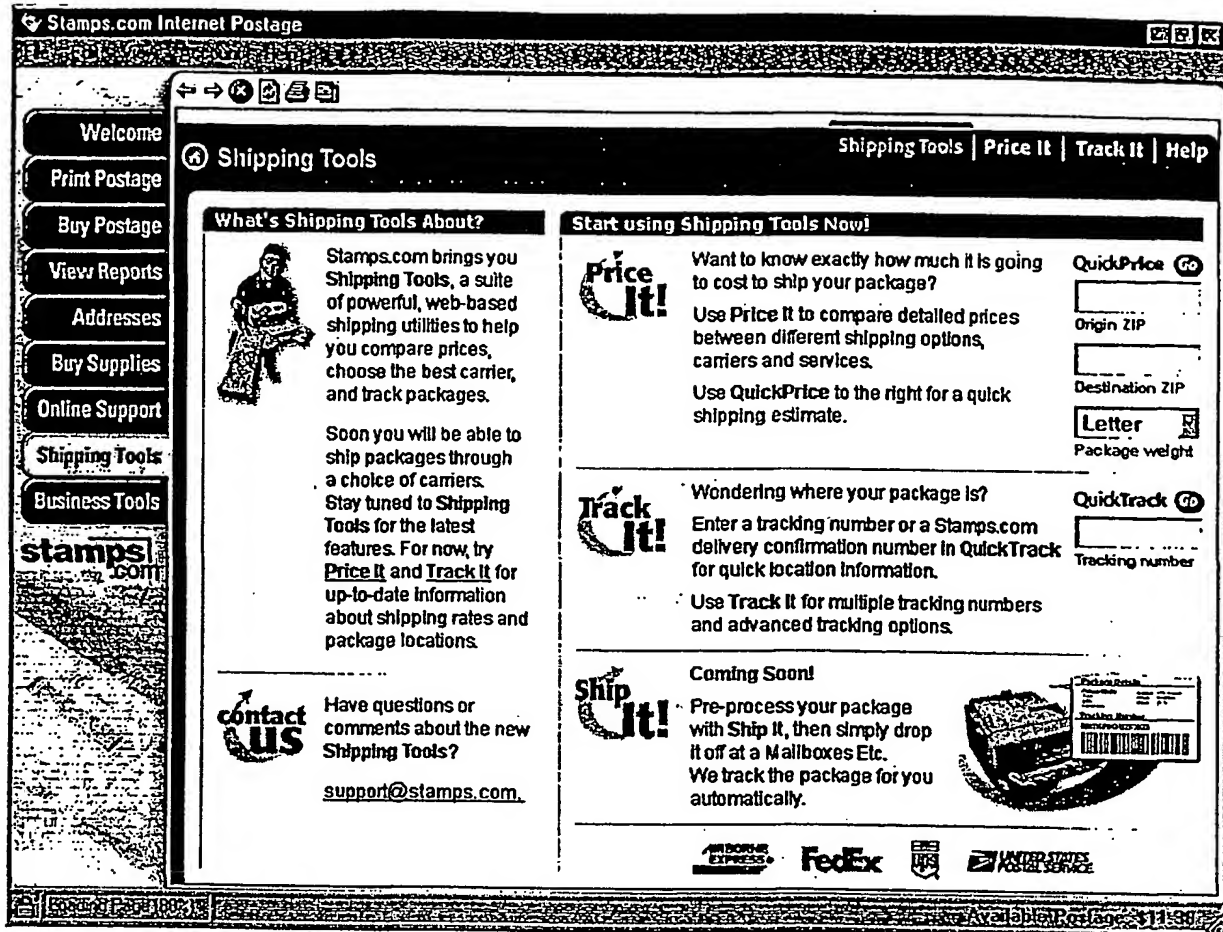 Stamps.com Internet Postage
Welcome
Print Postage
Buy Postage
View Reports
Addresses
Buy Supplies
Online Support
Shipping Tools
Business Tools
stamps
.com
Shipping Tools
Shipping Tools | Price It | Track It | Help
What's Shipping Tools About?
Stamps.com brings you
Shipping Tools, a suite
of powerful, web-based
shipping utilities to help
you compare prices,
choose the best carrier,
and track packages.
Soon you will be able to
ship packages through
a choice of carriers.
Stay tuned to Shipping
Tools for the latest
features. For now, try
Price It and Track It for
up-to-date information
about shipping rates and
package locations.
contact
us
Have questions or
comments about the new
Shipping Tools?
support@stamps.com.
Start using Shipping Tools Now!
Price
It!
Want to know exactly how much it is going
to cost to ship your package?
Use Price It to compare detailed prices
between different shipping options,
carriers and services.
Use QuickPrice to the right for a quick
shipping estimate.
QuickPrice GO
Origin ZIP
Destination ZIP
Letter
Package weight
Track
It!
Wondering where your package is?
Enter a tracking number or a Stamps.com
delivery confirmation number in QuickTrack
for quick location information.
Use Track It for multiple tracking numbers
and advanced tracking options.
QuickTrack GO
Tracking number
Ship
It!
Coming Soon!
Pre-process your package
with Ship It, then simply drop
it off at a Mailboxes Etc.
We track the package for you
automatically.
Package Details
Tracking Number
AIRBORNE
EXPRESS
FedEx
UPS
UNITED STATES
POSTAL SERVICE
Loading Page 100%
Available Postage: $11.38